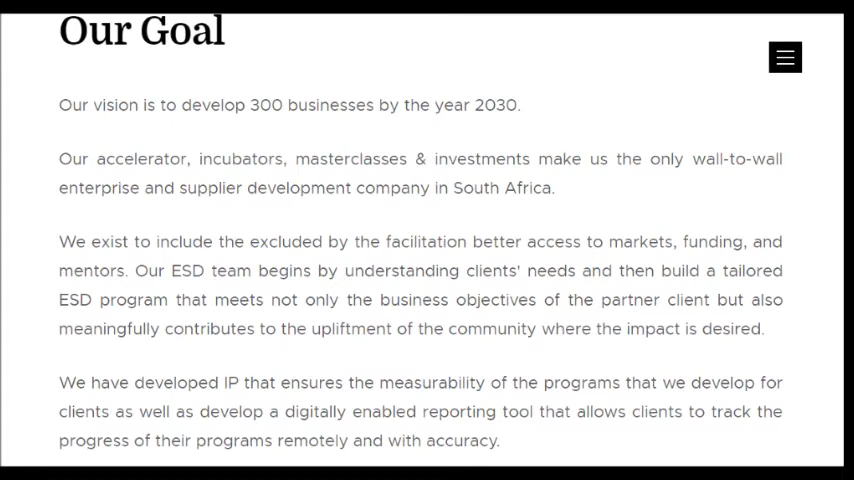 Our Goal
Our vision is to develop 300 businesses by the year 2030.
Our accelerator, incubators, masterclasses & investments make us the only wall-to-wall
enterprise and supplier development company in South Africa.
We exist to include the excluded by the facilitation better access to markets, funding, and
mentors. Our ESD team begins by understanding clients' needs and then build a tailored
ESD program that meets not only the business objectives of the partner client but also
meaningfully contributes to the upliftment of the community where the impact is desired.
We have developed IP that ensures the measurability of the programs that we develop for
clients as well as develop a digitally enabled reporting tool that allows clients to track the
progress of their programs remotely and with accuracy.